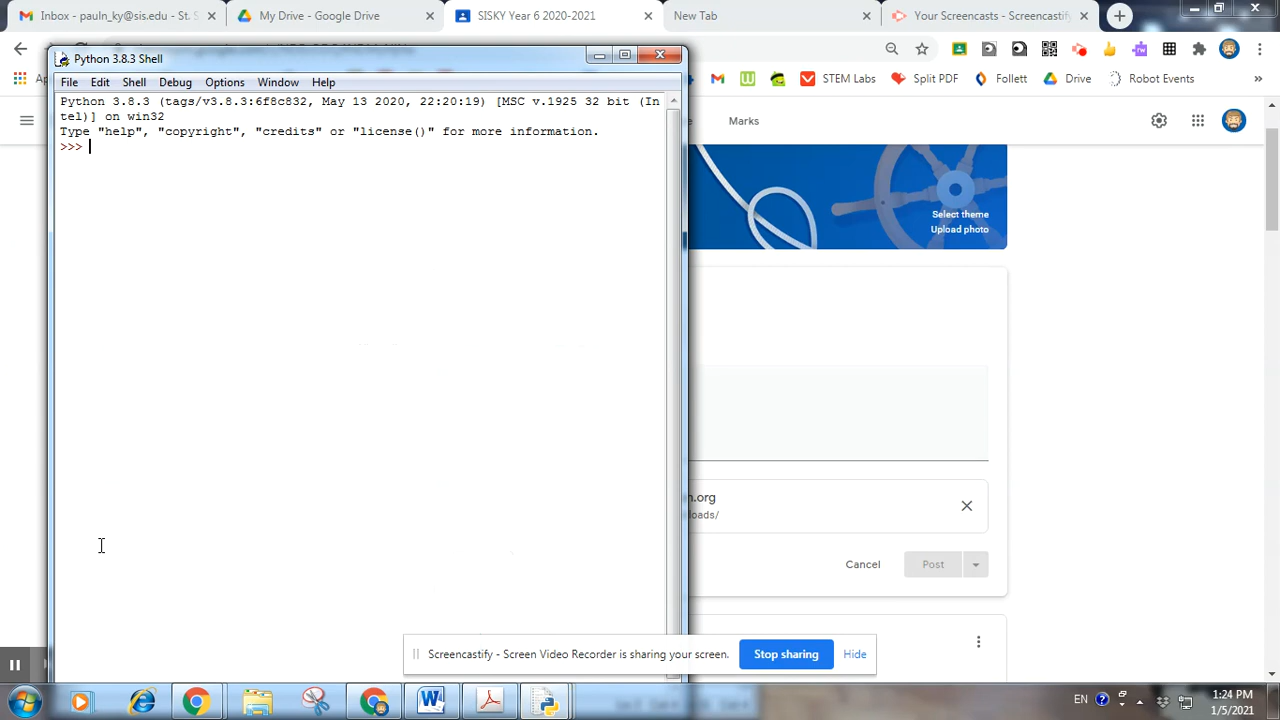 Inbox - pauln_ky@sis.edu - St. S
My Drive - Google Drive
SISKY Year 6 2020-2021
New Tab
Your Screencasts - Screencastify
Python 3.8.3 Shell
STEM Labs
Split PDF
Follett
Drive
Robot Events
»
File Edit Shell Debug Options Window Help
Python 3.8.3 (tags/v3.8.3:6f8c832, May 13 2020, 22:20:19) [MSC v.1925 32 bit (In
tel)] on win32
Type "help", "copyright", "credits" or "license()" for more information.
>>>
Marks
Select theme
Upload photo
n.org
loads/
Cancel
Post
Screencastify - Screen Video Recorder is sharing your screen.
Stop sharing
Hide
EN
1:24 PM
1/5/2021